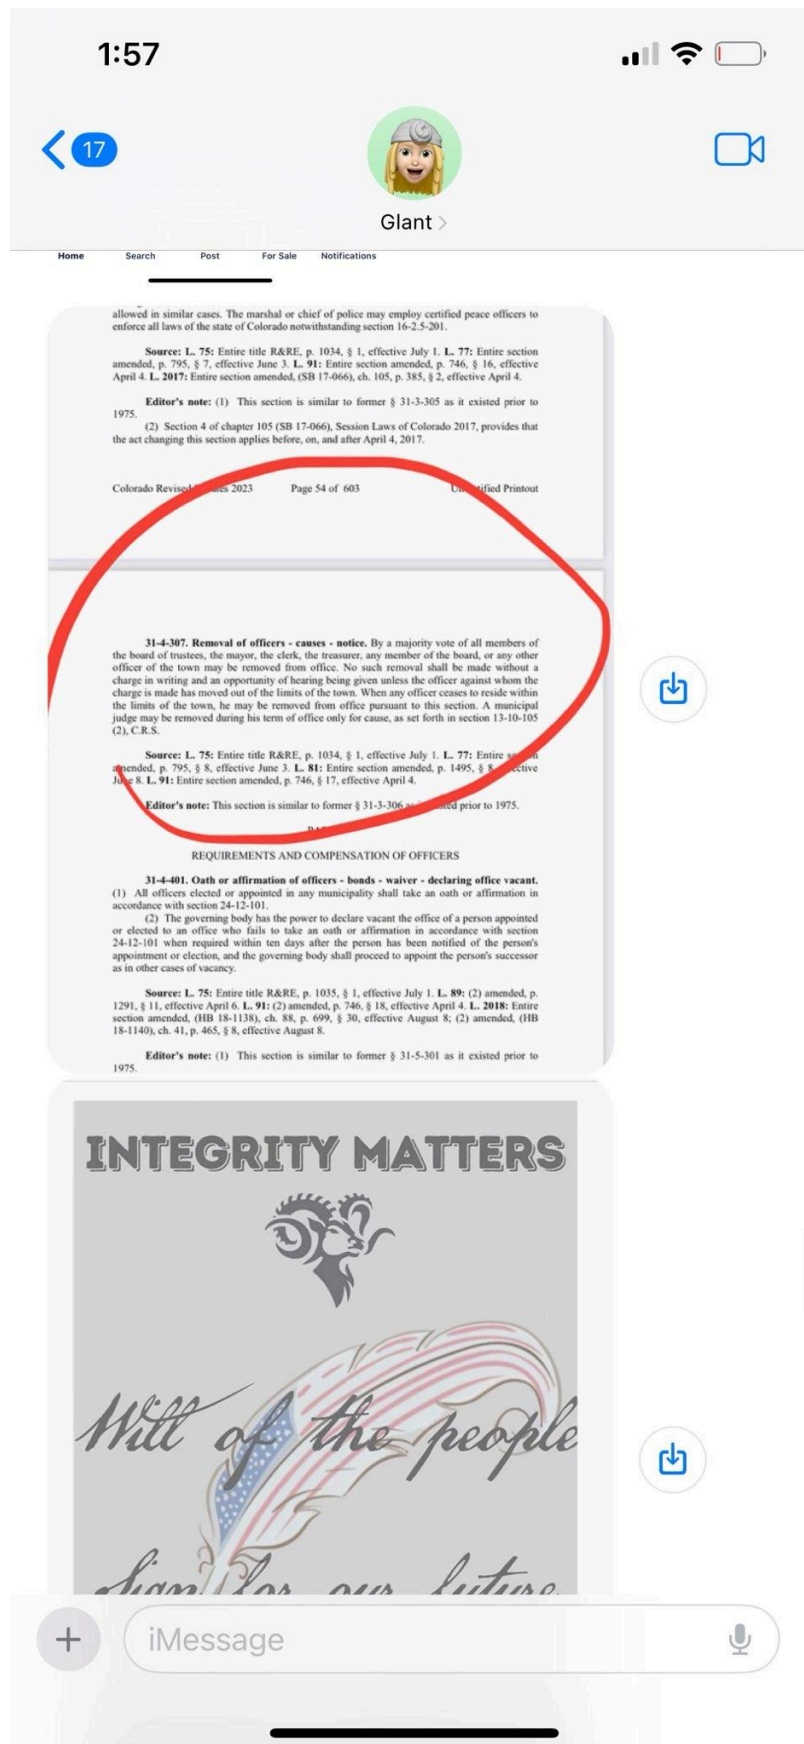 1:57
17
Glant
Home Search Post For Sale Notifications
allowed in similar cases. The marshal or chief of police may employ certified peace officers to
enforce all laws of the state of Colorado notwithstanding section 16-2.5-201.
Source: L. 75: Entire title R&RE, p. 1034, § 1, effective July 1. L. 77: Entire section
amended, p. 795, § 7, effective June 3. L. 91: Entire section amended, p. 746, § 16, effective
April 4. L. 2017: Entire section amended, (SB 17-066), ch. 105, p. 385, § 2, effective April 4.
Editor's note: (1) This section is similar to former § 31-3-305 as it existed prior to
1975.
(2) Section 4 of chapter 105 (SB 17-066), Session Laws of Colorado 2017, provides that
the act changing this section applies before, on, and after April 4, 2017.
Colorado 2023 Page 54 of 603 Printout
31-4-307. Removal of officers - causes - notice. By a majority vote of all members of
the board of trustees, the mayor, the clerk, the treasurer, any member of the board, or any other
officer of the town may be removed from office. No such removal shall be made without a
charge in writing and an opportunity of hearing being given unless the officer against whom the
charge is made has moved out of the limits of the town. When any officer ceases to reside within
the limits of the town, he may be removed from office pursuant to this section. A municipal
judge may be removed during his term of office only for cause, as set forth in section 13-10-105
(2), C.R.S.
Source: L. 75: Entire title R&RE, p. 1034, § 1, effective July 1. L. 77: Entire
amended, p. 795, § 8, effective June 3. L. 81: Entire section amended, p. 1495, § 8,
8. L. 91: Entire section amended, p. 746, § 17, effective April 4.
Editor's note: This section is similar to former § 31-3-306 prior to 1975.
REQUIREMENTS AND COMPENSATION OF OFFICERS
31-4-401. Oath or affirmation of officers - bonds - waiver - declaring office vacant.
(1) All officers elected or appointed in any municipality shall take an oath or affirmation in
accordance with section 24-12-101.
(2) The governing body has the power to declare vacant the office of a person appointed
or elected to an office who fails to take an oath or affirmation in accordance with section
24-12-101 when required within ten days after the person has been notified of the person's
appointment or election, and the governing body shall proceed to appoint the person's successor
as in other cases of vacancy.
Source: L. 75: Entire title R&RE, p. 1035, § 1, effective July 1. L. 89: (2) amended, p.
1291, § 11, effective April 6. L. 91: (2) amended, p. 746, § 18, effective April 4. L. 2018: Entire
section amended, (HB 18-1138), ch. 88, p. 699, § 30, effective August 8; (2) amended, (HB
18-1140), ch. 41, p. 465, § 8, effective August 8.
Editor's note: (1) This section is similar to former § 31-5-301 as it existed prior to
1975.
INTEGRITY MATTERS
Will of the people
Sign for our future
iMessage